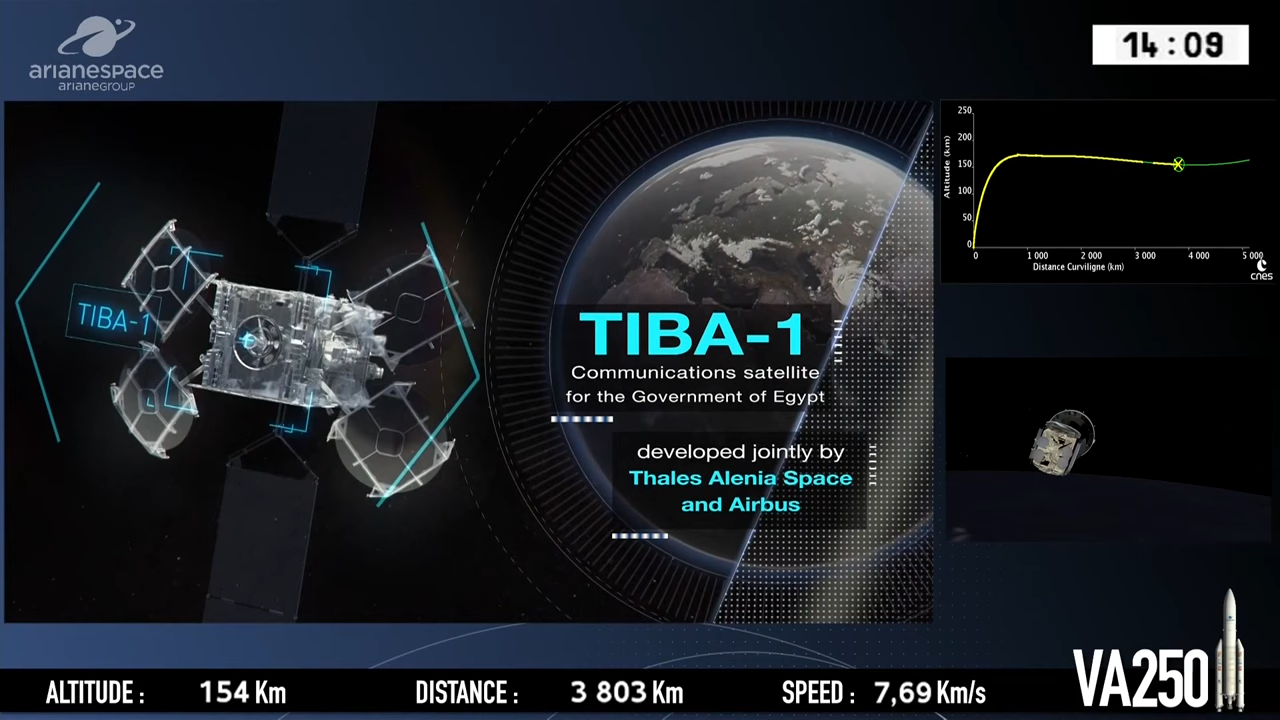 arianespace
arianeGROUP
14:09
250
200
150
100
50
0
Altitude (km)
0
1 000
2 000
3 000
4 000
5 000
Distance Curviligne (km)
cnes
TIBA-1
TIBA-1
Communications satellite
for the Government of Egypt
developed jointly by
Thales Alenia Space
and Airbus
VA250
ALTITUDE : 154 Km DISTANCE : 3 803 Km SPEED : 7,69 Km/s